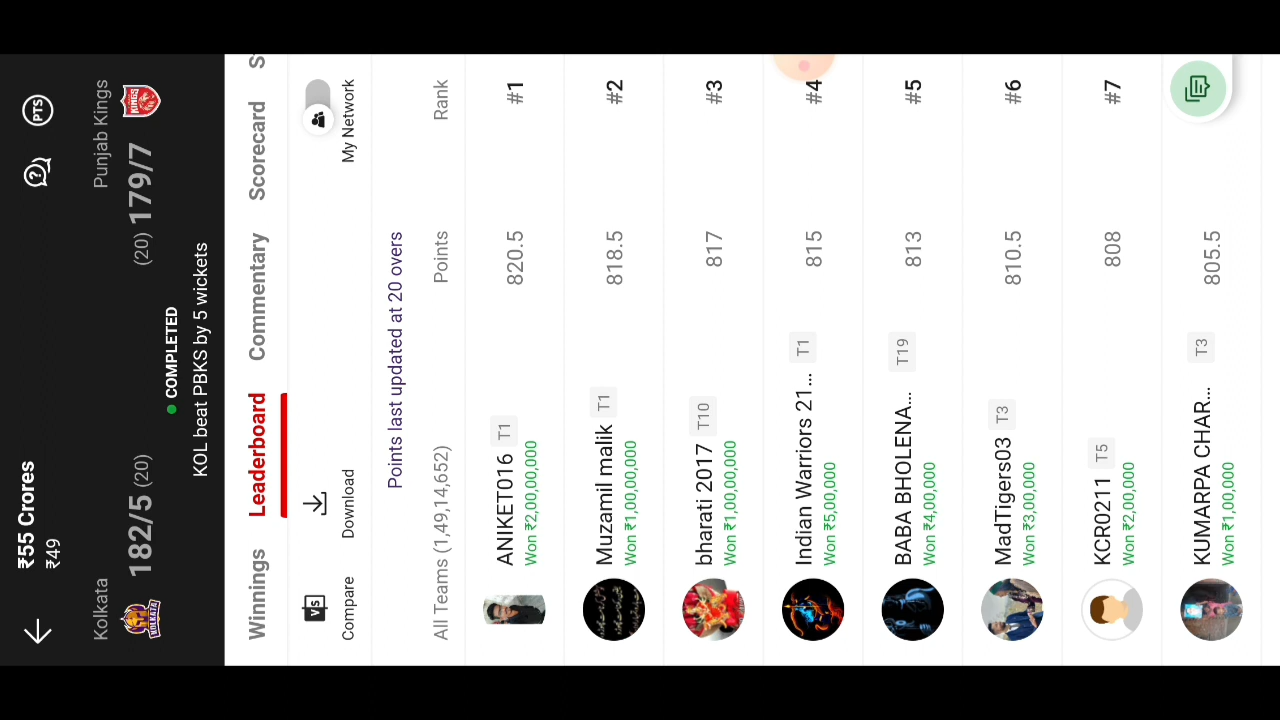 ₹55 Crores
₹49
PTS
Kolkata
Punjab Kings
KOLKATA
182/5 (20)
(20) 179/7
KINGS
COMPLETED
KOL beat PBKS by 5 wickets
Winnings Leaderboard Commentary Scorecard
VS
Compare
Download
My Network
Points last updated at 20 overs
All Teams (1,49,14,652) Points Rank
ANIKET016 T1 820.5 #1
Won ₹2,00,00,000
Muzamil malik T1 818.5 #2
Won ₹1,00,00,000
bharati 2017 T10 817 #3
Won ₹1,00,00,000
Indian Warriors 21... T1 815 #4
Won ₹5,00,000
BABA BHOLENA... T19 813 #5
Won ₹4,00,000
MadTigers03 T3 810.5 #6
Won ₹3,00,000
KCR0211 T5 808 #7
Won ₹2,00,000
KUMARPA CHAR... T3 805.5
Won ₹1,00,000